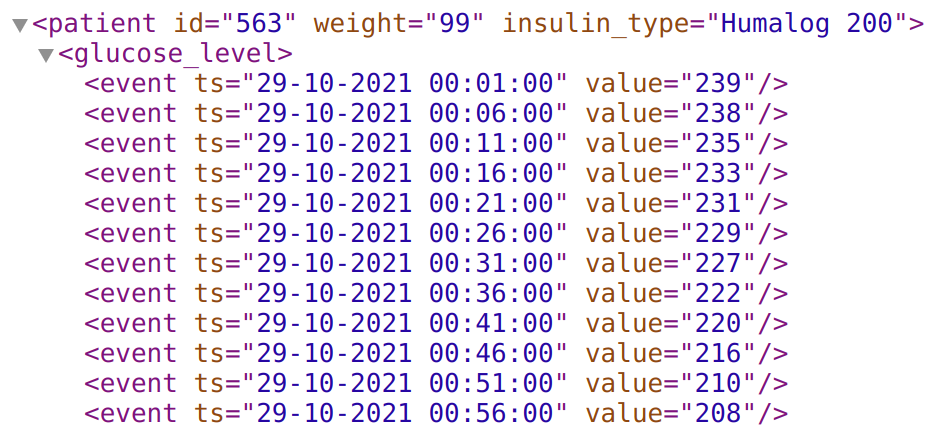 <patient id="563" weight="99" insulin_type="Humalog 200">
<glucose_level>
<event ts="29-10-2021 00:01:00" value="239"/>
<event ts="29-10-2021 00:06:00" value="238"/>
<event ts="29-10-2021 00:11:00" value="235"/>
<event ts="29-10-2021 00:16:00" value="233"/>
<event ts="29-10-2021 00:21:00" value="231"/>
<event ts="29-10-2021 00:26:00" value="229"/>
<event ts="29-10-2021 00:31:00" value="227"/>
<event ts="29-10-2021 00:36:00" value="222"/>
<event ts="29-10-2021 00:41:00" value="220"/>
<event ts="29-10-2021 00:46:00" value="216"/>
<event ts="29-10-2021 00:51:00" value="210"/>
<event ts="29-10-2021 00:56:00" value="208"/>